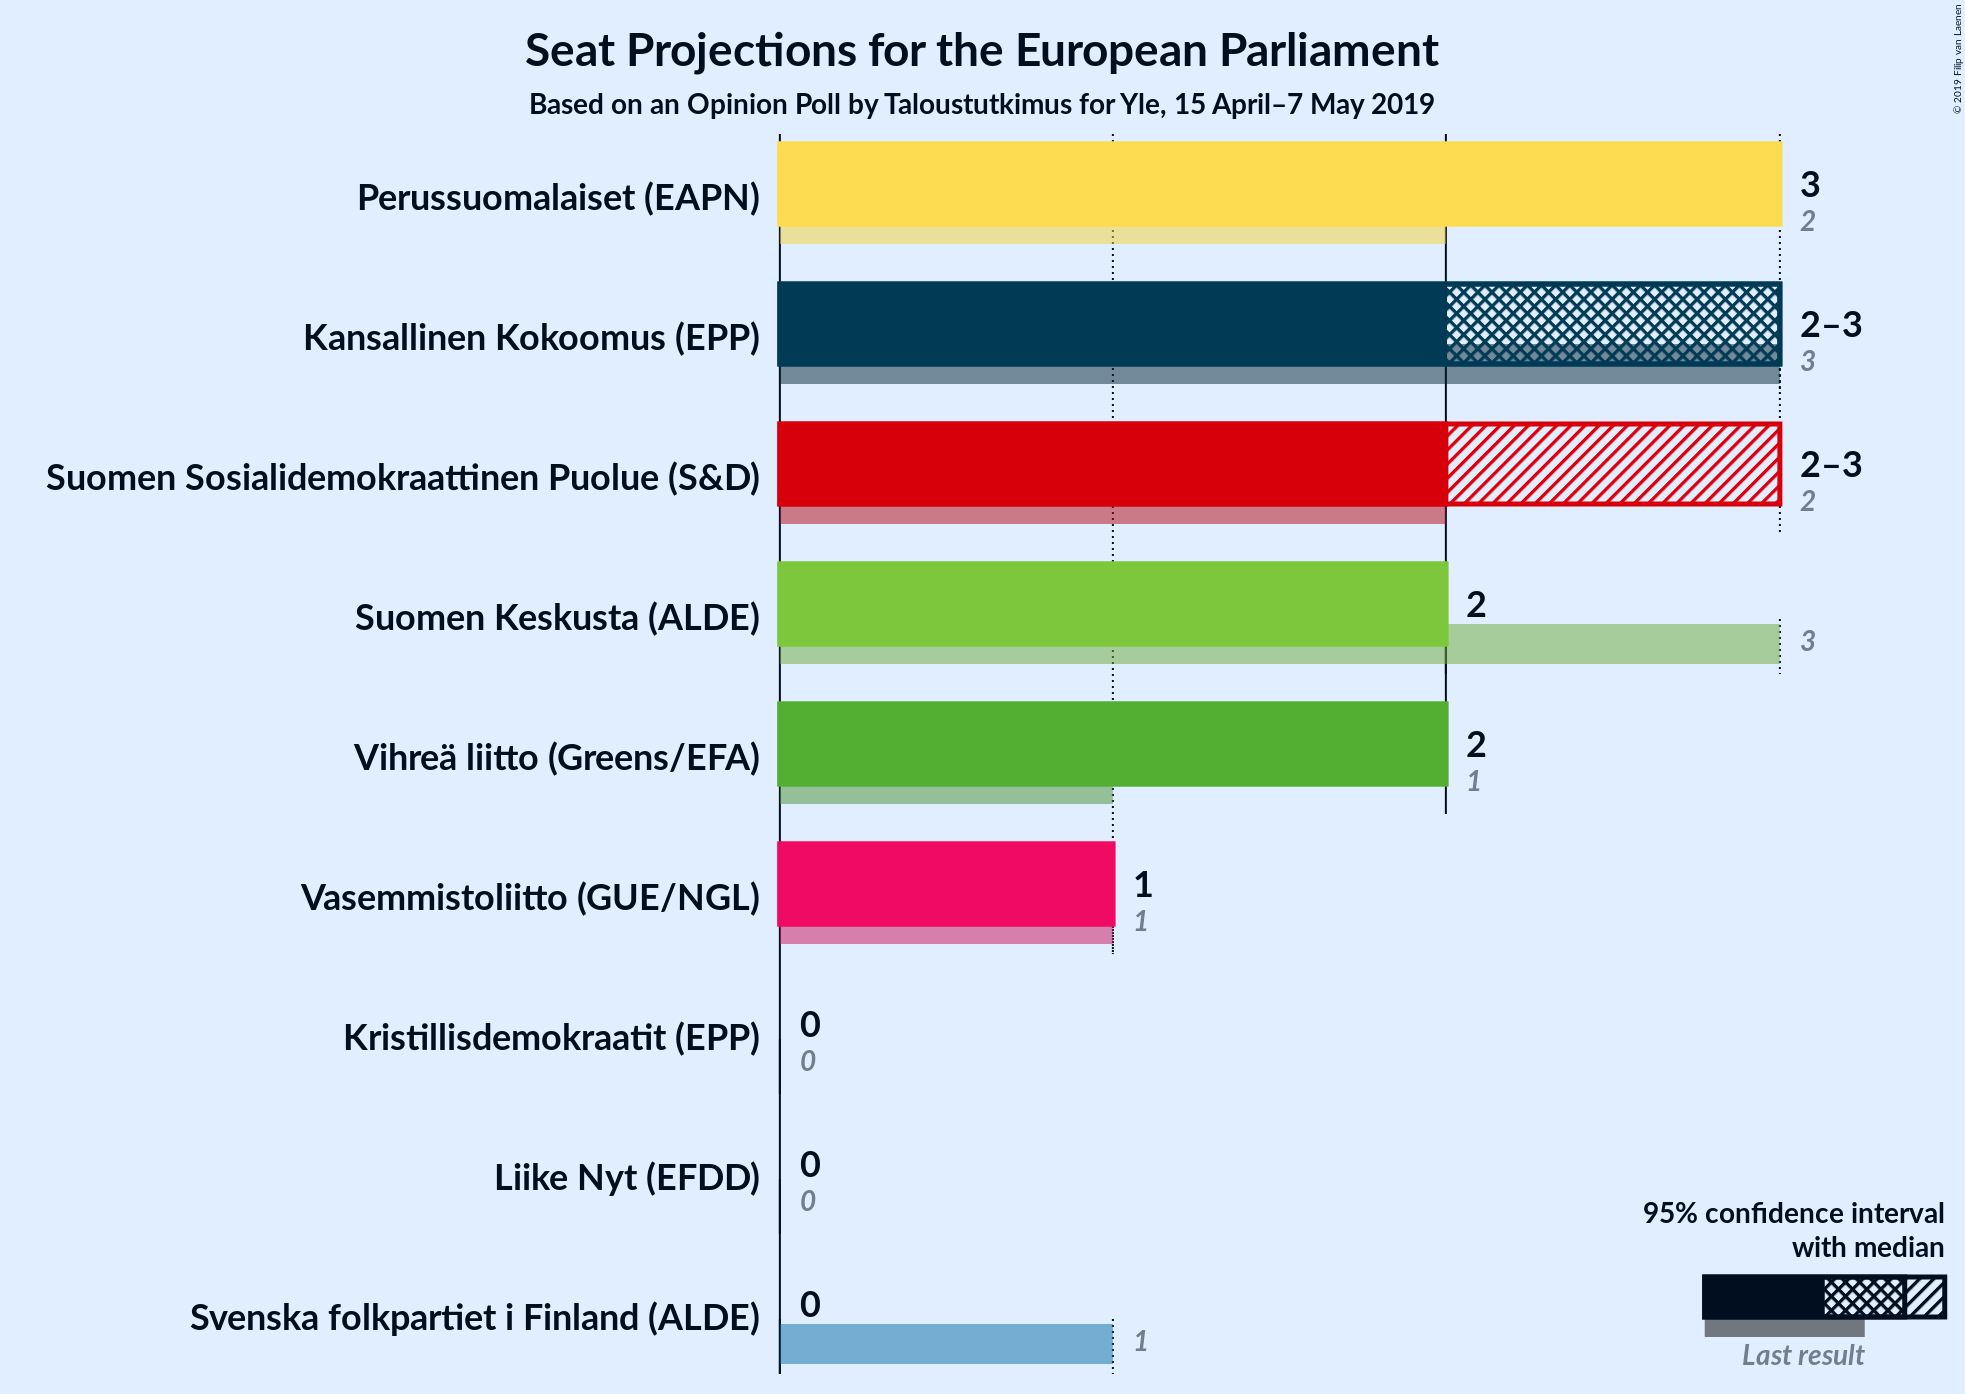 Seat Projections for the European Parliament
Based on an Opinion Poll by Taloustutkimus for Yle, 15 April–7 May 2019
© 2019 Filip van Laenen
Perussuomalaiset (EAPN)
3
2
Kansallinen Kokoomus (EPP)
2–3
3
Suomen Sosialidemokraattinen Puolue (S&D)
2–3
2
Suomen Keskusta (ALDE)
2
3
Vihreä liitto (Greens/EFA)
2
1
Vasemmistoliitto (GUE/NGL)
1
1
Kristillisdemokraatit (EPP)
0
0
Liike Nyt (EFDD)
0
0
Svenska folkpartiet i Finland (ALDE)
0
1
95% confidence interval
with median
Last result